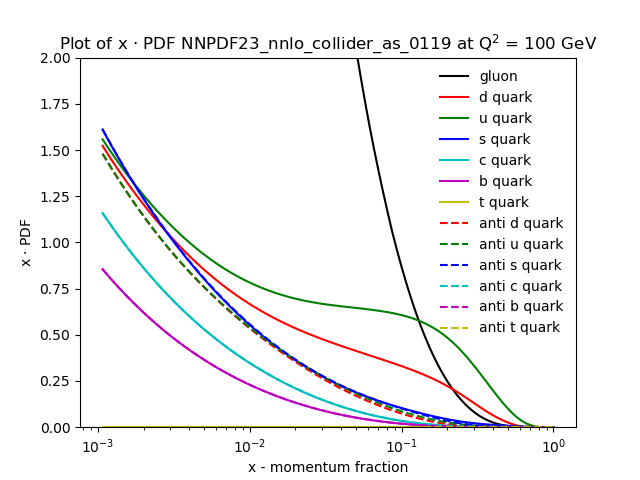 Plot of x · PDF NNPDF23_nnlo_collider_as_0119 at Q² = 100 GeV
2.00
1.75
1.50
1.25
1.00
0.75
0.50
0.25
0.00
x · PDF
gluon
d quark
u quark
s quark
c quark
b quark
t quark
anti d quark
anti u quark
anti s quark
anti c quark
anti b quark
anti t quark
10⁻³ 10⁻² 10⁻¹ 10⁰
x - momentum fraction